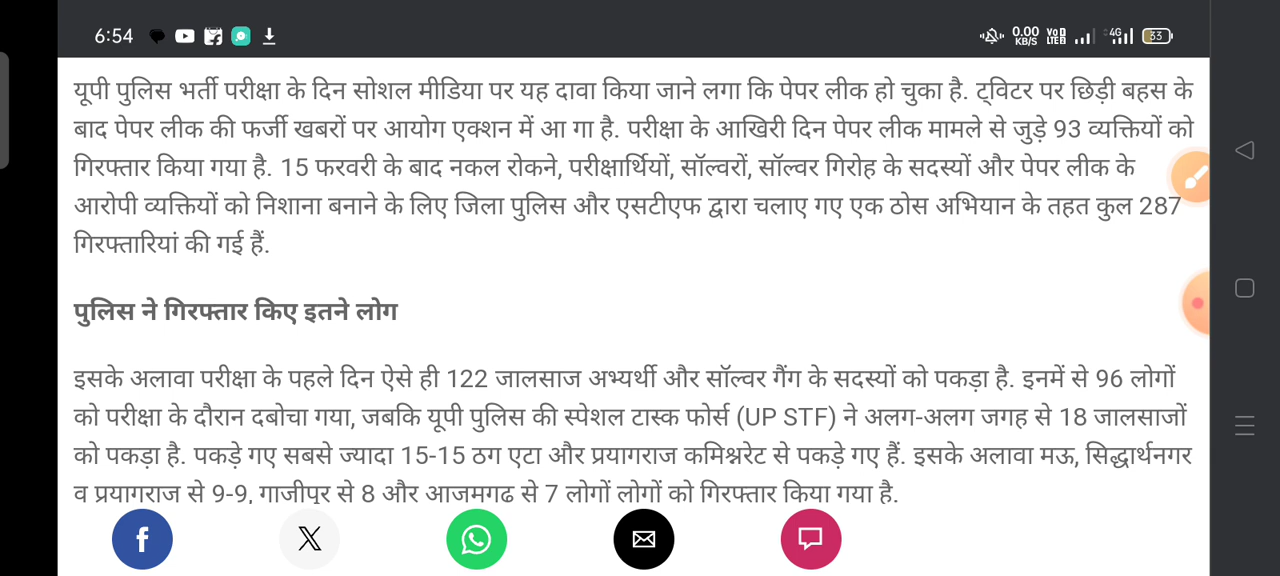 6:54
0.00 KB/S VoD LTE 4G 33
यूपी पुलिस भर्ती परीक्षा के दिन सोशल मीडिया पर यह दावा किया जाने लगा कि पेपर लीक हो चुका है. ट्विटर पर छिड़ी बहस के
बाद पेपर लीक की फर्जी खबरों पर आयोग एक्शन में आ गा है. परीक्षा के आखिरी दिन पेपर लीक मामले से जुड़े 93 व्यक्तियों को
गिरफ्तार किया गया है. 15 फरवरी के बाद नकल रोकने, परीक्षार्थियों, सॉल्वरों, सॉल्वर गिरोह के सदस्यों और पेपर लीक के
आरोपी व्यक्तियों को निशाना बनाने के लिए जिला पुलिस और एसटीएफ द्वारा चलाए गए एक ठोस अभियान के तहत कुल 287
गिरफ्तारियां की गई हैं.
पुलिस ने गिरफ्तार किए इतने लोग
इसके अलावा परीक्षा के पहले दिन ऐसे ही 122 जालसाज अभ्यर्थी और सॉल्वर गैंग के सदस्यों को पकड़ा है. इनमें से 96 लोगों
को परीक्षा के दौरान दबोचा गया, जबकि यूपी पुलिस की स्पेशल टास्क फोर्स (UP STF) ने अलग-अलग जगह से 18 जालसाजों
को पकड़ा है. पकड़े गए सबसे ज्यादा 15-15 ठग एटा और प्रयागराज कमिश्नरेट से पकड़े गए हैं. इसके अलावा मऊ, सिद्धार्थनगर
व प्रयागराज से 9-9, गाजीपुर से 8 और आजमगढ से 7 लोगों लोगों को गिरफ्तार किया गया है.